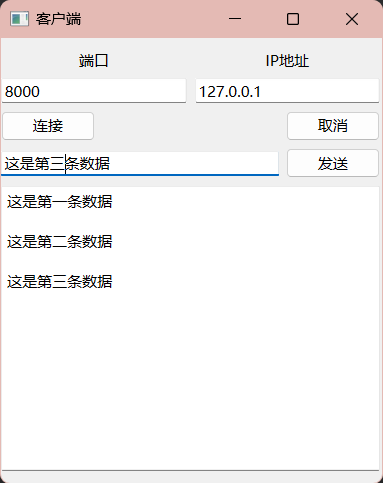 客户端
端口 IP地址
8000 127.0.0.1
连接 取消
这是第三条数据 发送
这是第一条数据
这是第二条数据
这是第三条数据